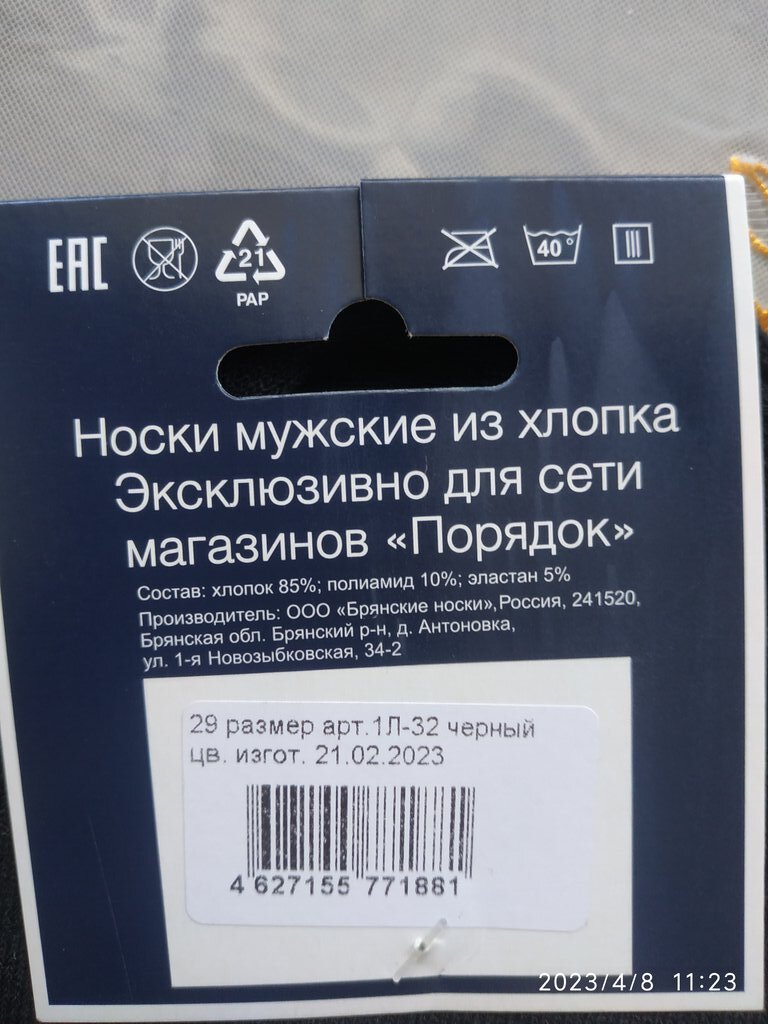 EAC
21
PAP
40°
Носки мужские из хлопка
Эксклюзивно для сети
магазинов «Порядок»
Состав: хлопок 85%; полиамид 10%; эластан 5%
Производитель: ООО «Брянские носки», Россия, 241520,
Брянская обл. Брянский р-н, д. Антоновка,
ул. 1-я Новозыбковская, 34-2
29 размер арт.1Л-32 черный
цв. изгот. 21.02.2023
4 627155 771881
2023/4/8 11:23